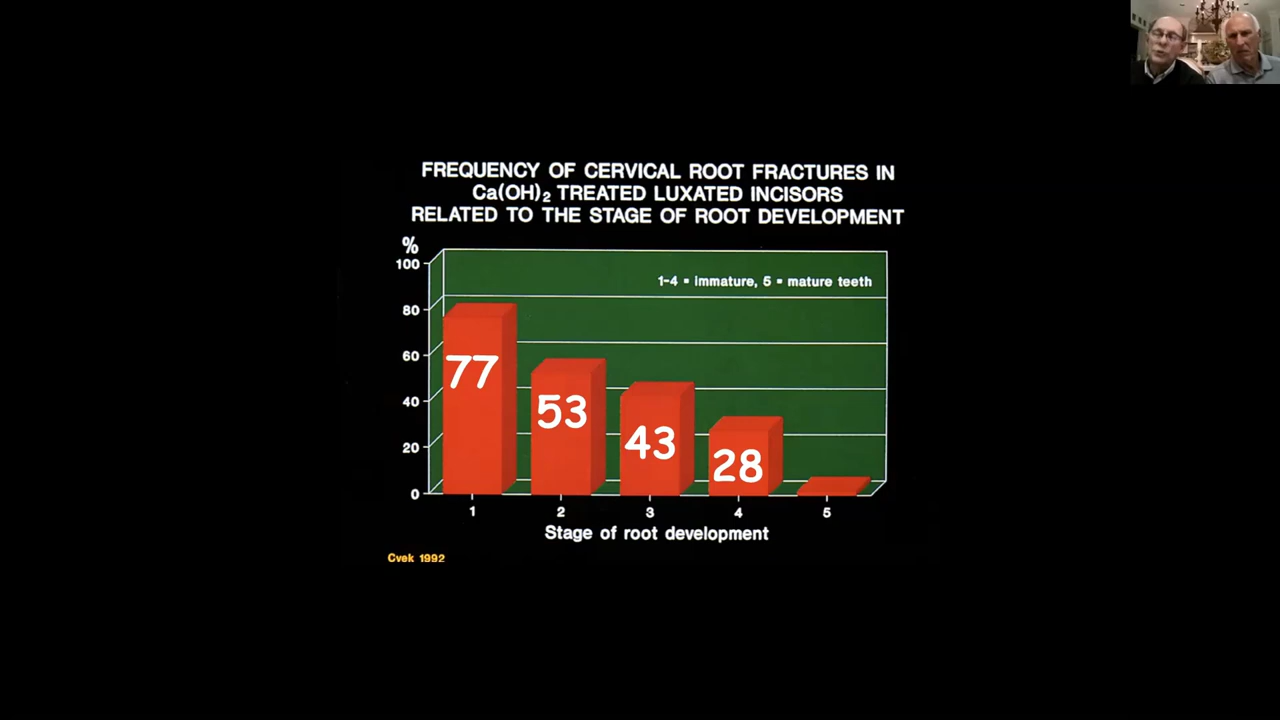 FREQUENCY OF CERVICAL ROOT FRACTURES IN
Ca(OH)₂ TREATED LUXATED INCISORS
RELATED TO THE STAGE OF ROOT DEVELOPMENT
%
100
1-4 = immature, 5 = mature teeth
80
77
60
53
40
43
28
20
0
1 2 3 4 5
Stage of root development
Cvek 1992